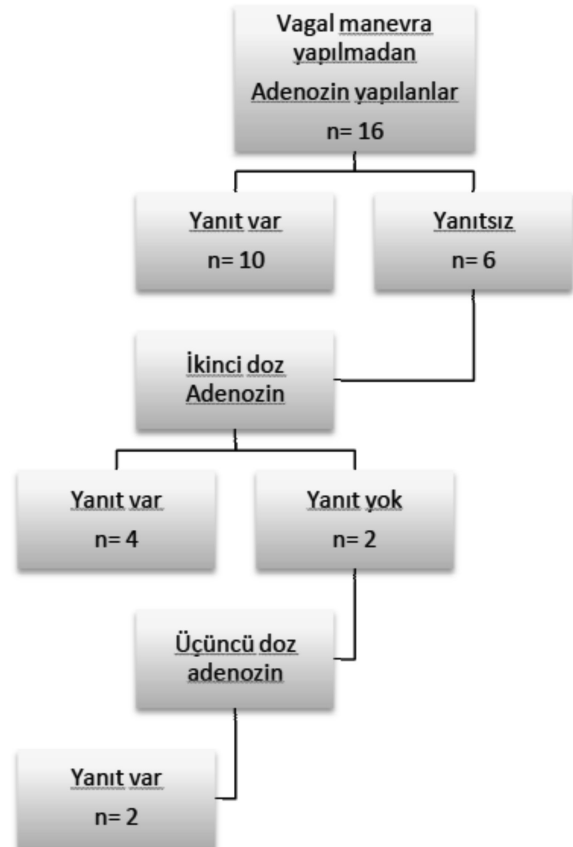 Vagal manevra
yapılmadan
Adenozin yapılanlar
n= 16
Yanıt var
n= 10
Yanıtsız
n= 6
İkinci doz
Adenozin
Yanıt var
n= 4
Yanıt yok
n= 2
Üçüncü doz
adenozin
Yanıt var
n= 2